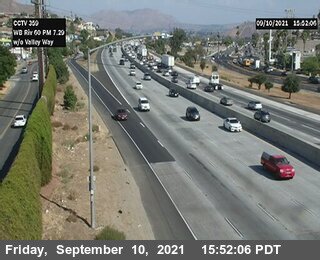 CCTV 359
WB Riv 60 PM 7.29
w/o Valley Way
09/10/2021 15:52:06
Friday, September 10, 2021 15:52:06 PDT